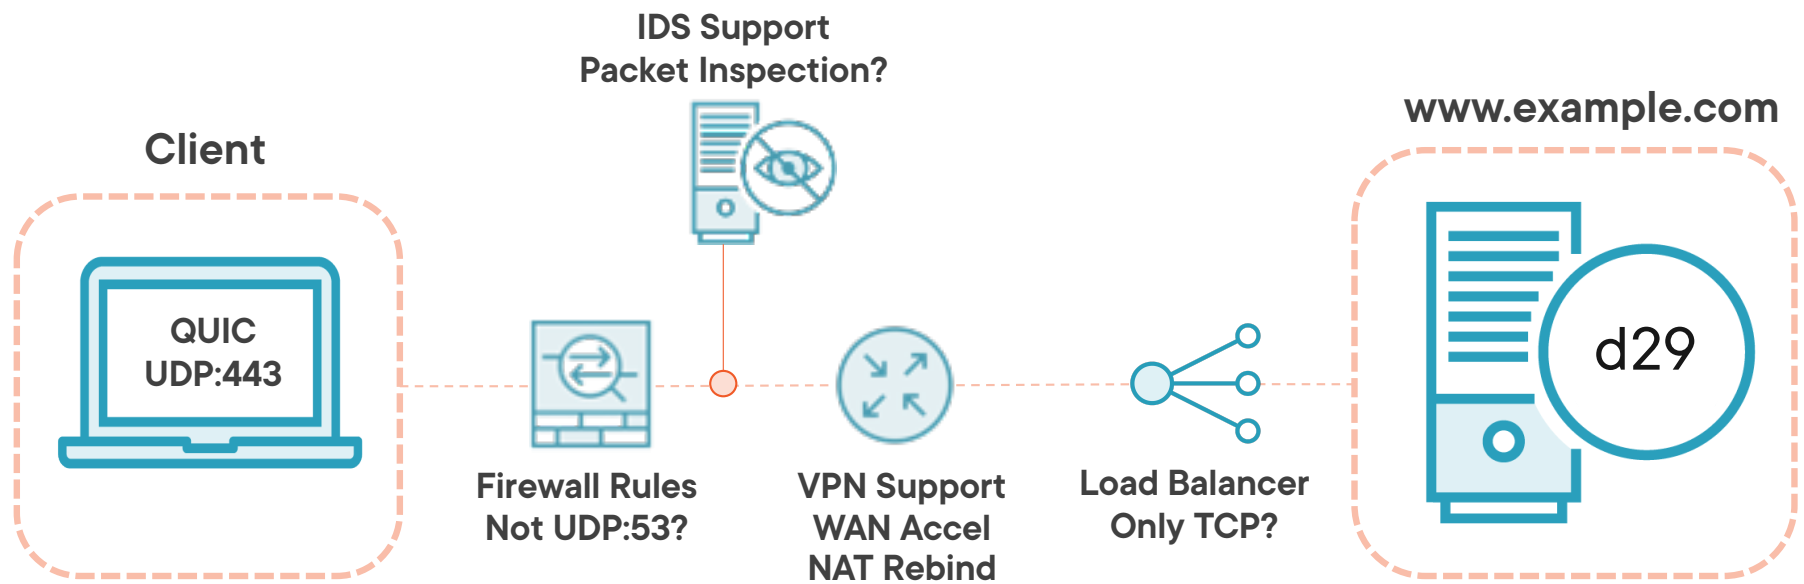 IDS Support
Packet Inspection?
www.example.com
Client
QUIC
UDP:443
d29
Firewall Rules
Not UDP:53?
VPN Support
WAN Accel
NAT Rebind
Load Balancer
Only TCP?